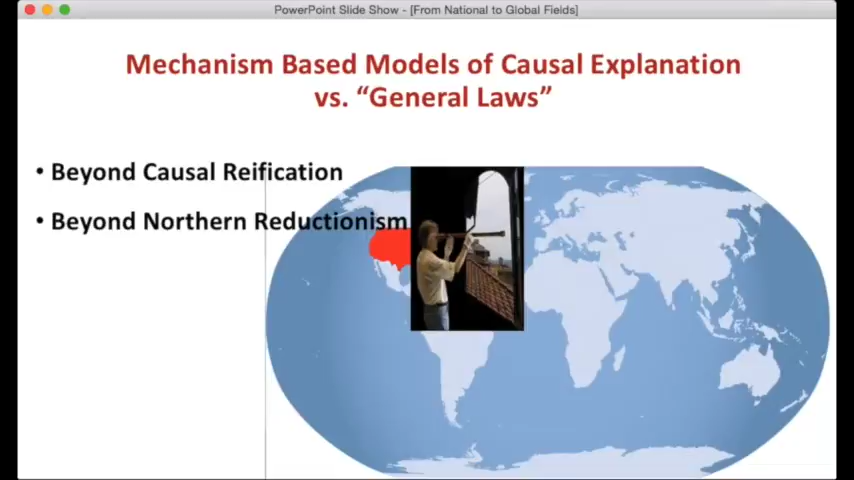 PowerPoint Slide Show - [From National to Global Fields]
Mechanism Based Models of Causal Explanation
vs. “General Laws”
• Beyond Causal Reification
• Beyond Northern Reductionism